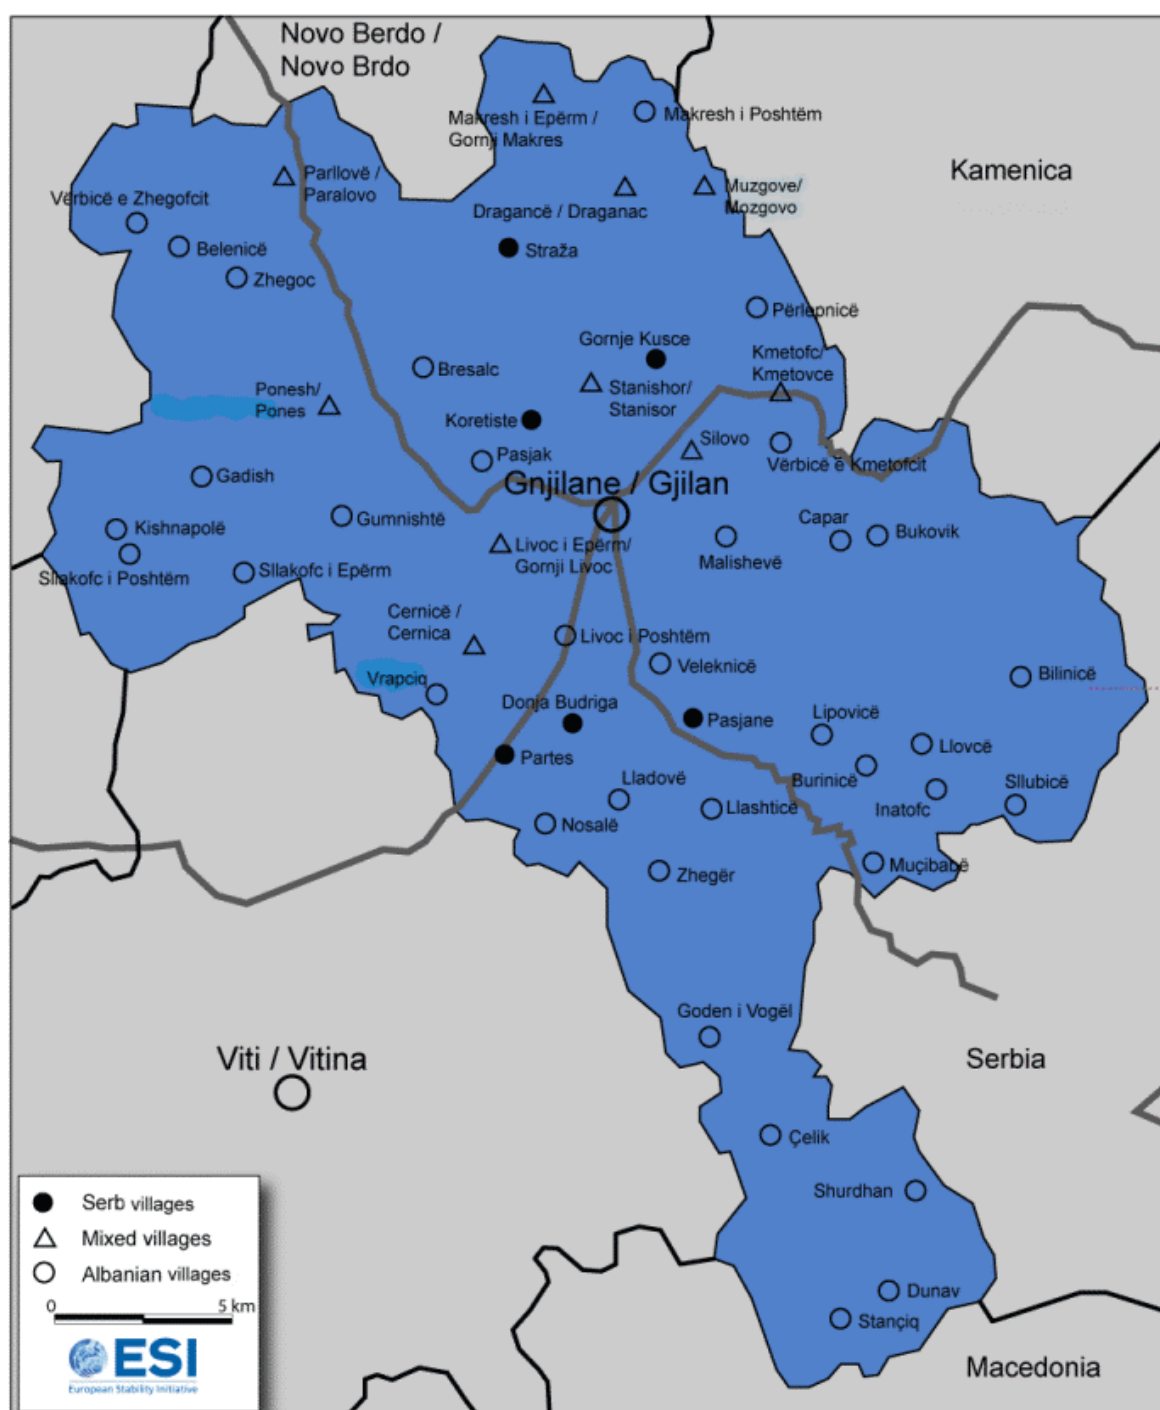 Novo Berdo /
Novo Brdo
Makresh i Epërm /
Gornji Makres
Makresh i Poshtëm
Kamenica
Parllovë /
Paralovo
Muzgove/
Mozgovo
Vërbicë e Zhegofcit
Dragancë / Draganac
Belenicë
Straža
Zhegoc
Përlepnicë
Gornje Kusce
Kmetofc/
Kmetovce
Bresalc
Ponesh/
Pones
Stanishor/
Stanisor
Koretiste
Silovo
Pasjak
Vërbicë e Kmetofcit
Gadish
Gnjilane / Gjilan
Gumnishtë
Capar
Kishnapolë
Bukovik
Livoc i Epërm/
Gornji Livoc
Malishevë
Sllakofc i Poshtëm
Sllakofc i Epërm
Cernicë /
Cernica
Livoc i Poshtëm
Veleknicë
Vrapciq
Bilinicë
Donja Budriga
Pasjane
Lipovicë
Llovcë
Partes
Lladovë
Burinicë
Sllubicë
Inatofc
Llashticë
Nosalë
Muçibabë
Zhegër
Goden i Vogël
Viti / Vitina
Serbia
Çelik
Shurdhan
Dunav
Stançiq
Macedonia
Serb villages
Mixed villages
Albanian villages
0 5 km
ESI
European Stability Initiative